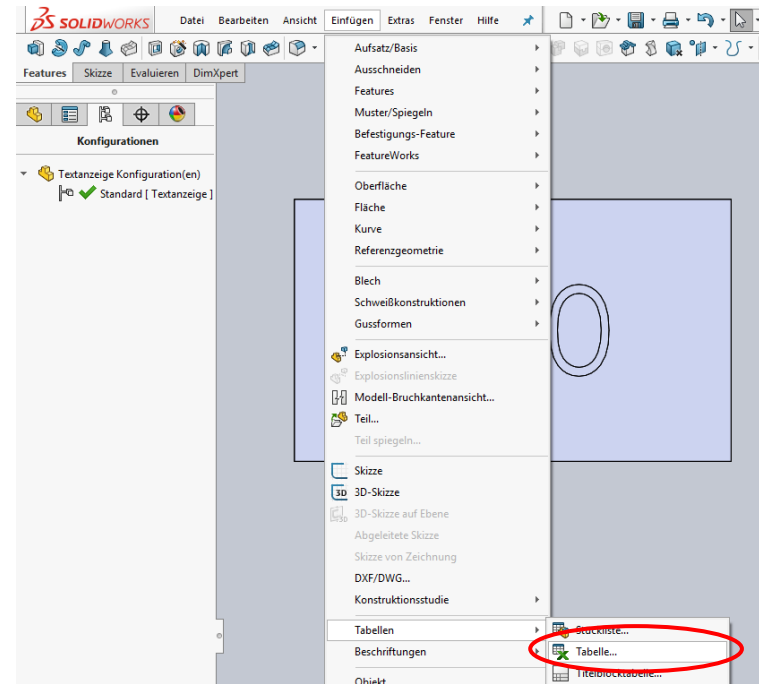 SOLIDWORKS Datei Bearbeiten Ansicht Einfügen Extras Fenster Hilfe
Features Skizze Evaluieren DimXpert
Konfigurationen
Textanzeige Konfiguration(en)
Standard [ Textanzeige ]
Aufsatz/Basis
Ausschneiden
Features
Muster/Spiegeln
Befestigungs-Feature
FeatureWorks
Oberfläche
Fläche
Kurve
Referenzgeometrie
Blech
Schweißkonstruktionen
Gussformen
Explosionsansicht...
Explosionslinienskizze
Modell-Bruchkantenansicht...
Teil...
Teil spiegeln...
Skizze
3D 3D-Skizze
3D-Skizze auf Ebene
Abgeleitete Skizze
Skizze von Zeichnung
DXF/DWG...
Konstruktionsstudie
Tabellen
Beschriftungen
Objekt
Stückliste...
Tabelle...
Titelblocktabelle...
0